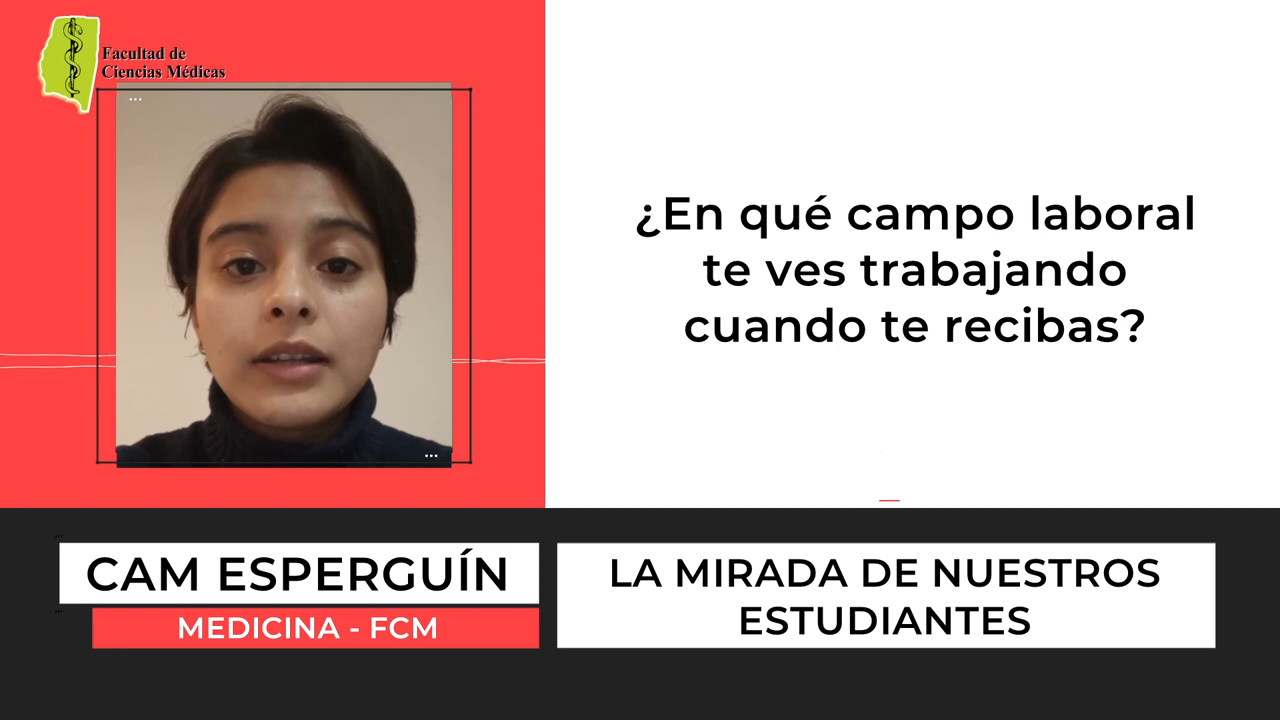 Facultad de
Ciencias Médicas
¿En qué campo laboral
te ves trabajando
cuando te recibas?
CAM ESPERGUÍN
MEDICINA - FCM
LA MIRADA DE NUESTROS
ESTUDIANTES